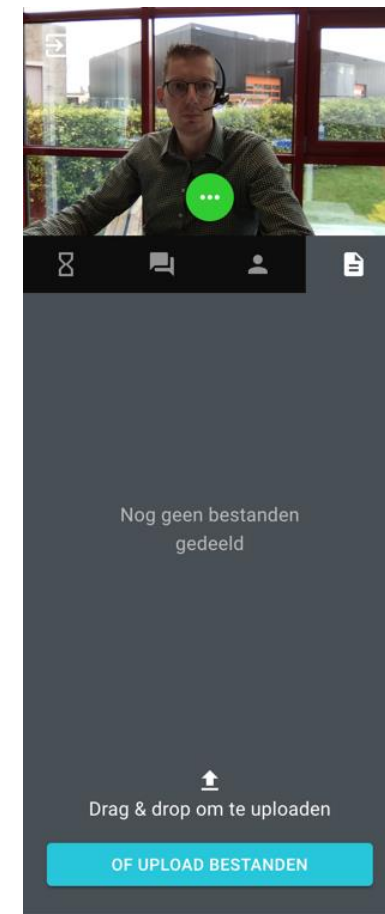 Nog geen bestanden
gedeeld
Drag & drop om te uploaden
OF UPLOAD BESTANDEN